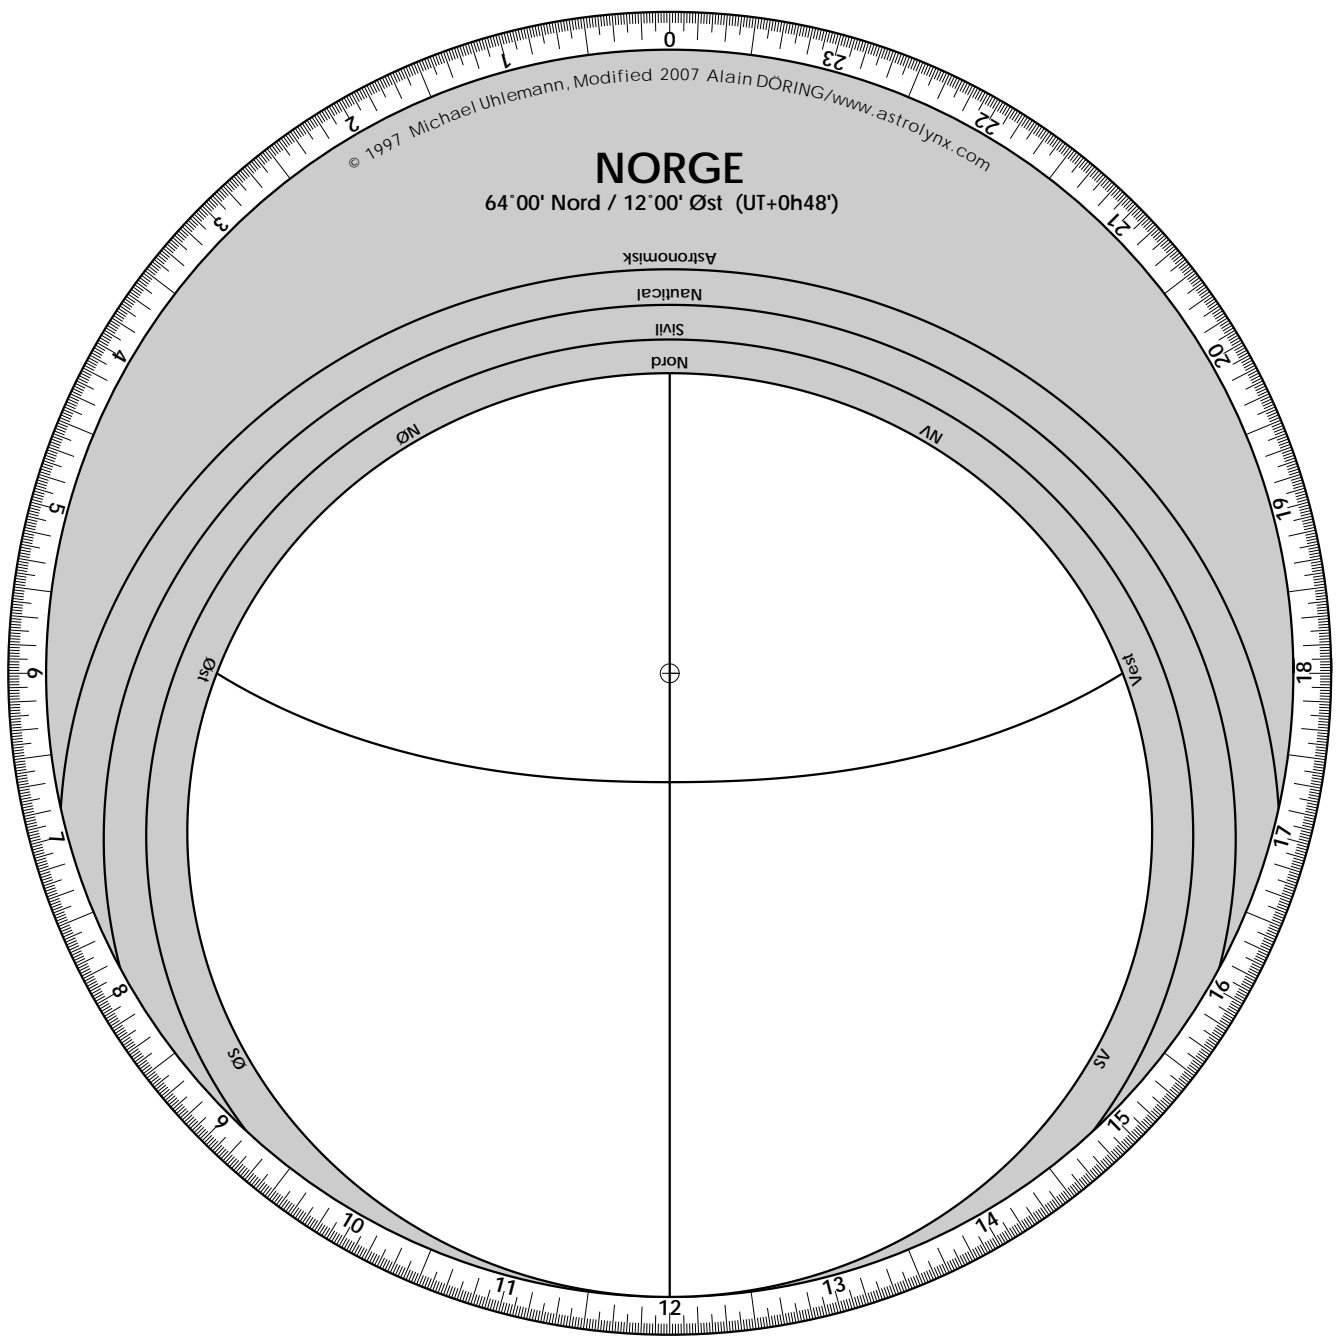 0
23
22
21
20
19
18
17
16
15
14
13
12
11
10
9
8
7
6
5
4
3
2
1
© 1997 Michael Uhlemann, Modified 2007 Alain DÖRING/www.astrolynx.com
NORGE
64°00' Nord / 12°00' Øst (UT+0h48')
Astronomisk
Nautical
Sivil
Nord
NØ
NV
Øst
Vest
ØS
SV